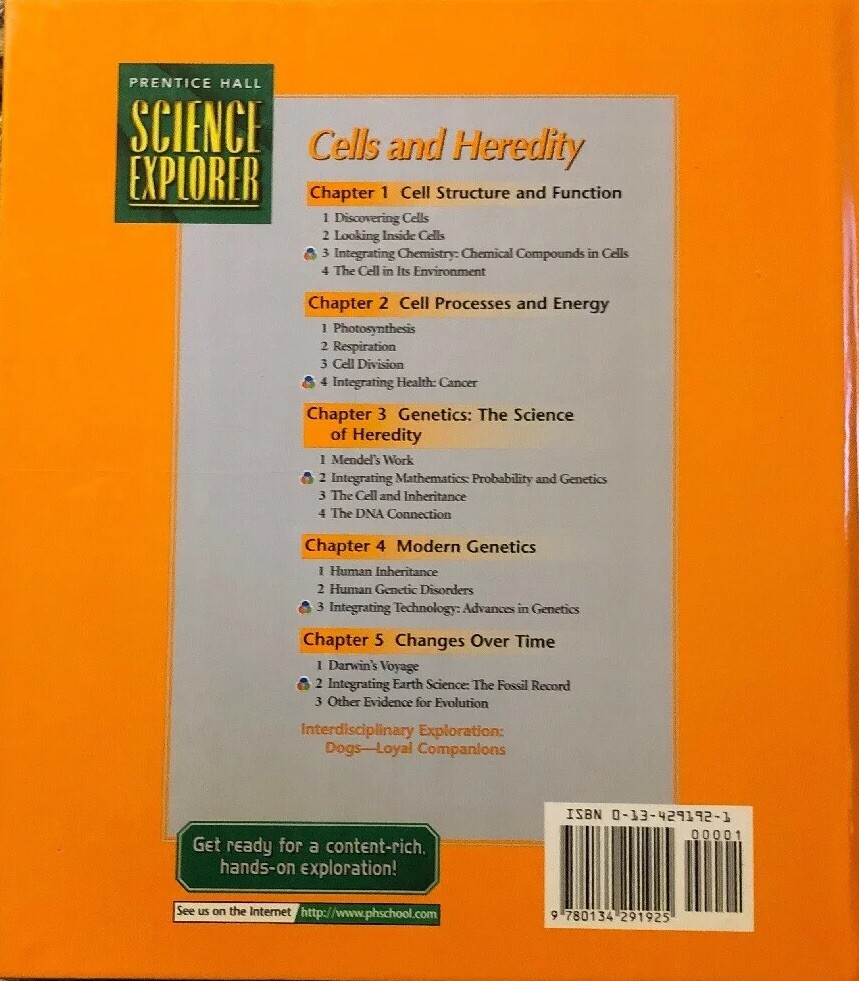 PRENTICE HALL
SCIENCE
EXPLORER
Cells and Heredity
Chapter 1 Cell Structure and Function
1 Discovering Cells
2 Looking Inside Cells
3 Integrating Chemistry: Chemical Compounds in Cells
4 The Cell in Its Environment
Chapter 2 Cell Processes and Energy
1 Photosynthesis
2 Respiration
3 Cell Division
4 Integrating Health: Cancer
Chapter 3 Genetics: The Science
of Heredity
1 Mendel's Work
2 Integrating Mathematics: Probability and Genetics
3 The Cell and Inheritance
4 The DNA Connection
Chapter 4 Modern Genetics
1 Human Inheritance
2 Human Genetic Disorders
3 Integrating Technology: Advances in Genetics
Chapter 5 Changes Over Time
1 Darwin's Voyage
2 Integrating Earth Science: The Fossil Record
3 Other Evidence for Evolution
Interdisciplinary Exploration:
Dogs—Loyal Companions
Get ready for a content-rich,
hands-on exploration!
See us on the Internet http://www.phschool.com
ISBN 0-13-429192-1
00001
9 780134 291925